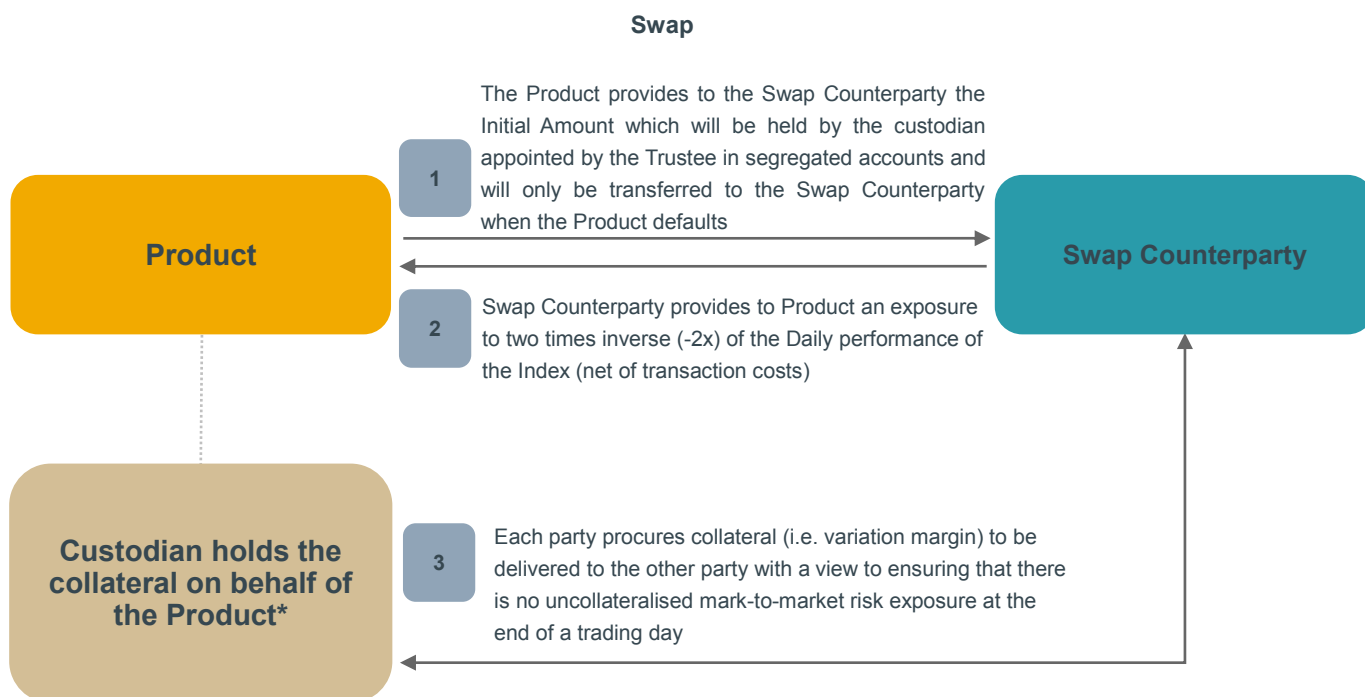 Swap
The Product provides to the Swap Counterparty the
Initial Amount which will be held by the custodian
appointed by the Trustee in segregated accounts and
will only be transferred to the Swap Counterparty
when the Product defaults
1
Product
Swap Counterparty
2
Swap Counterparty provides to Product an exposure
to two times inverse (-2x) of the Daily performance of
the Index (net of transaction costs)
Custodian holds the
collateral on behalf of
the Product*
3
Each party procures collateral (i.e. variation margin) to be
delivered to the other party with a view to ensuring that there
is no uncollateralised mark-to-market risk exposure at the
end of a trading day